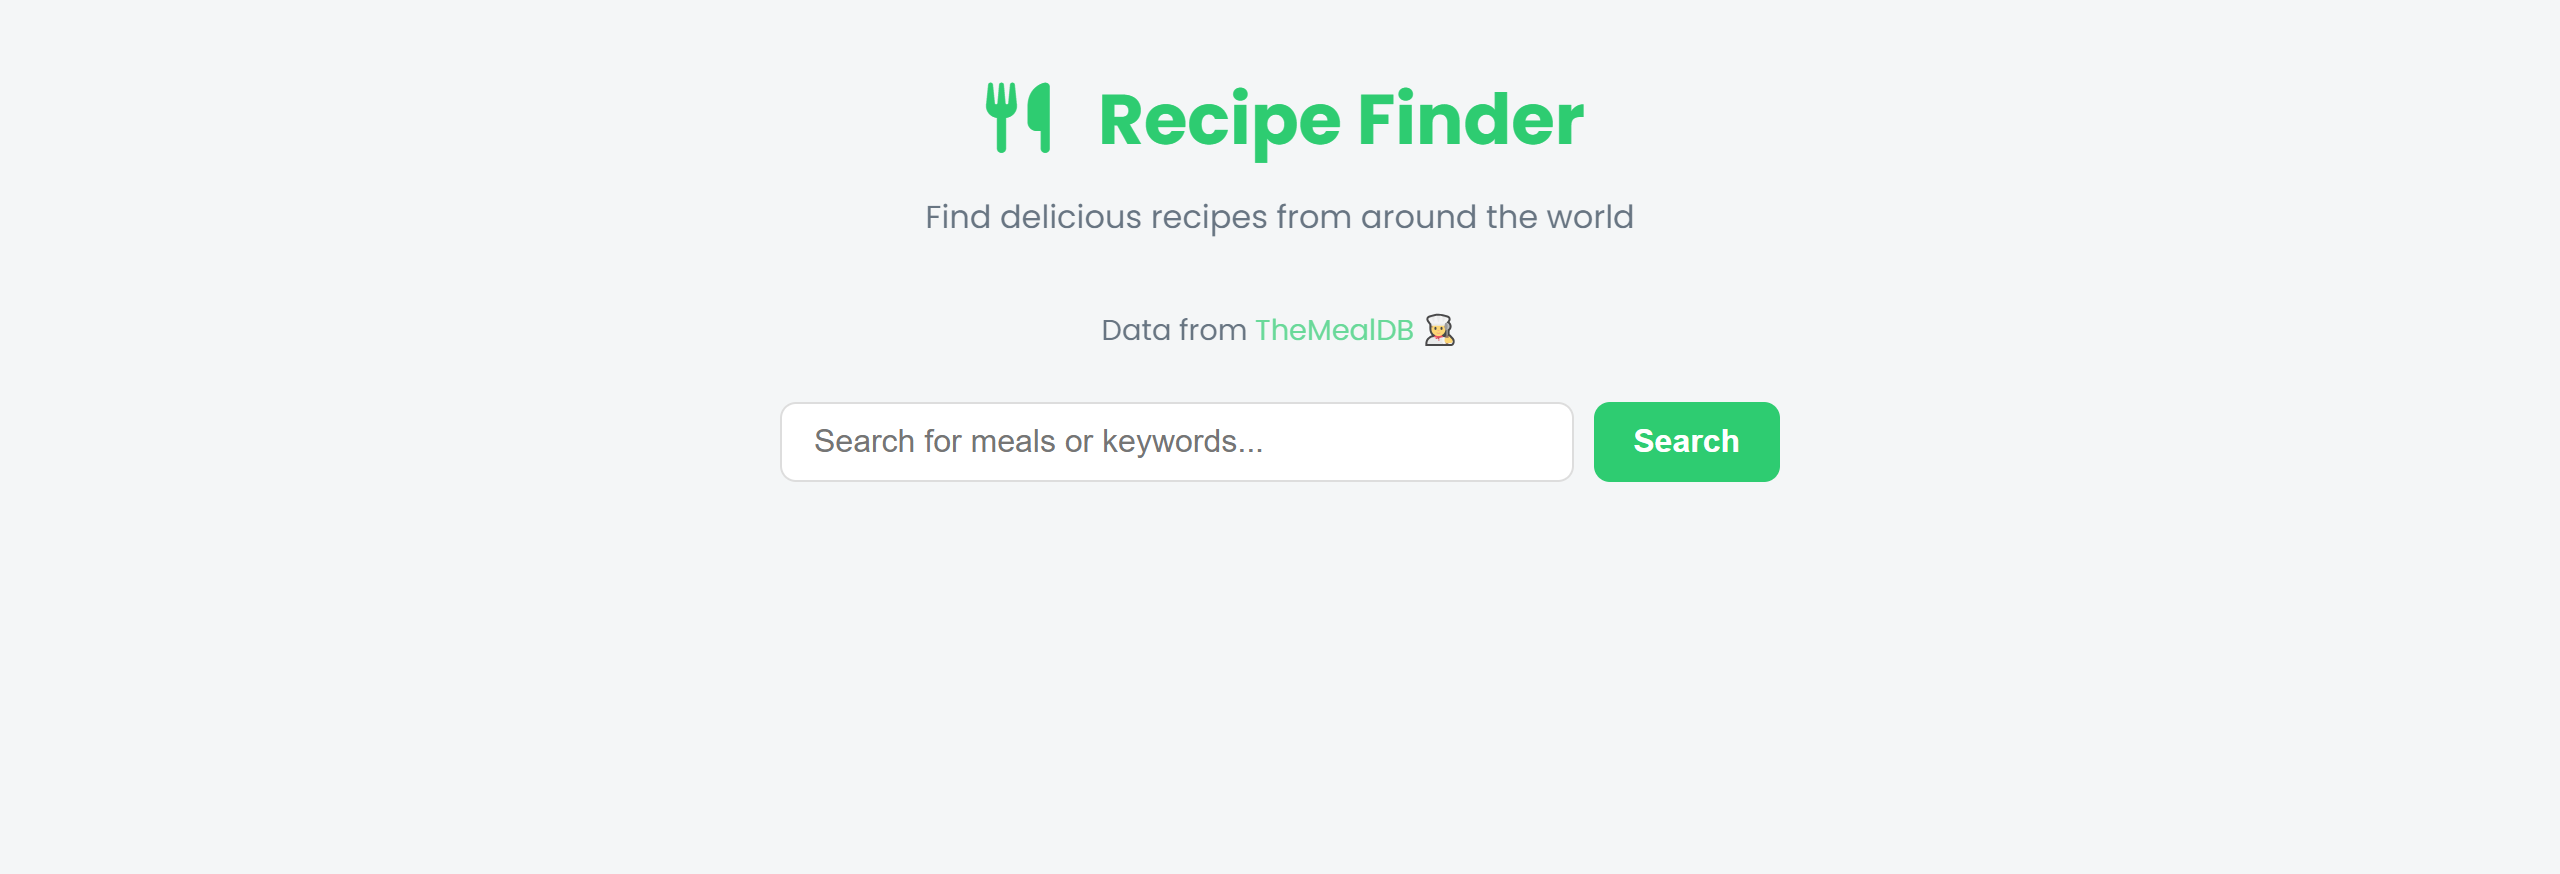 Recipe Finder
Find delicious recipes from around the world
Data from TheMealDB
Search for meals or keywords...
Search